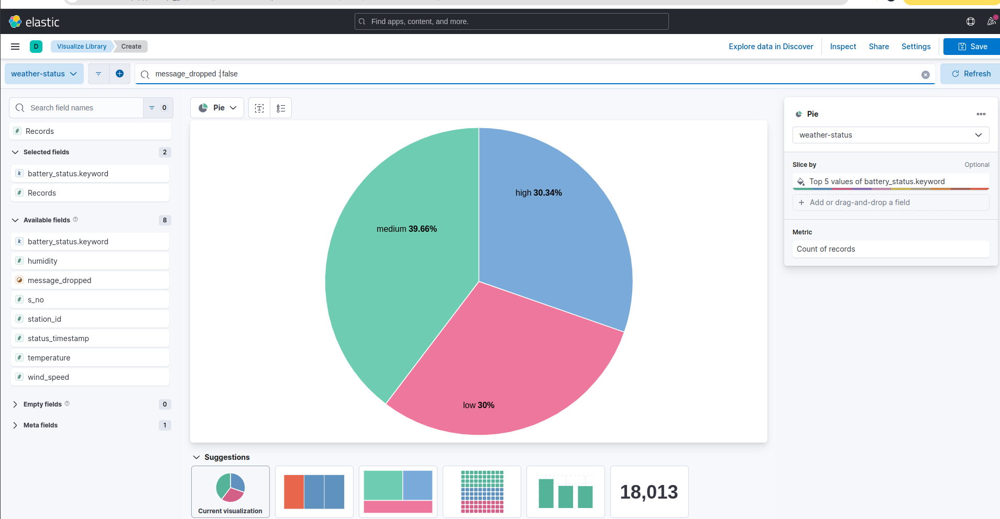 elastic
Find apps, content, and more.
D
Visualize Library
Create
Explore data in Discover
Inspect
Share
Settings
Save
weather-status
message_dropped : false
Refresh
Search field names
0
# Records
Selected fields
2
k battery_status.keyword
# Records
Available fields
8
k battery_status.keyword
# humidity
message_dropped
# s_no
# station_id
# status_timestamp
# temperature
# wind_speed
Empty fields
0
Meta fields
1
Pie
high 30.34%
medium 39.66%
low 30%
Suggestions
Current visualization
18,013
Pie
weather-status
Slice by
Optional
Top 5 values of battery_status.keyword
+ Add or drag-and-drop a field
Metric
Count of records